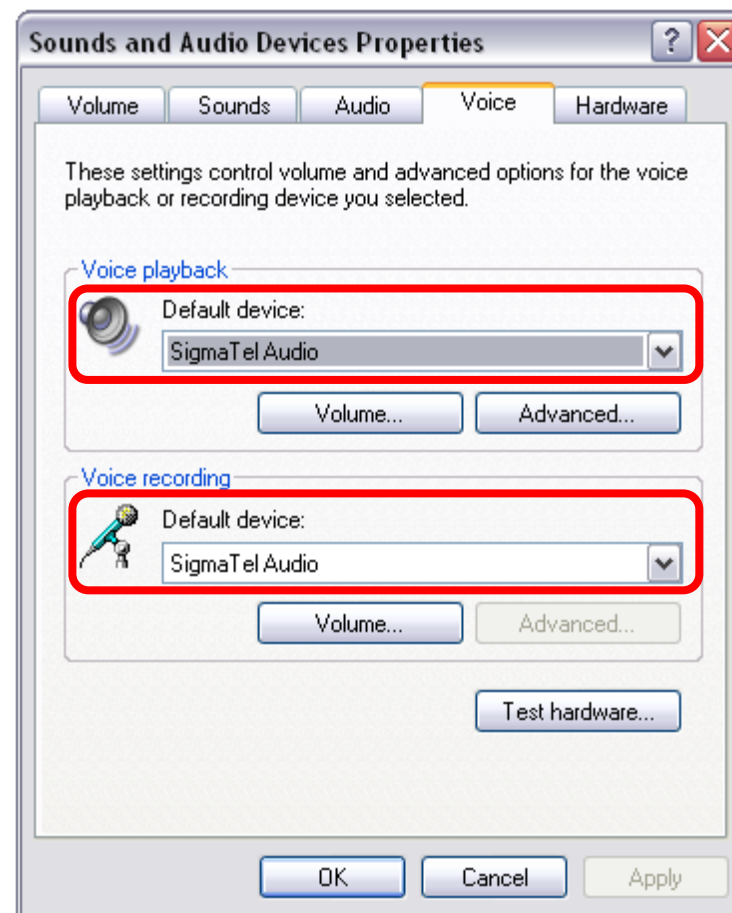 Sounds and Audio Devices Properties
?
Volume Sounds Audio Voice Hardware
These settings control volume and advanced options for the voice
playback or recording device you selected.
Voice playback
Default device:
SigmaTel Audio
Volume... Advanced...
Voice recording
Default device:
SigmaTel Audio
Volume... Advanced...
Test hardware...
OK Cancel Apply